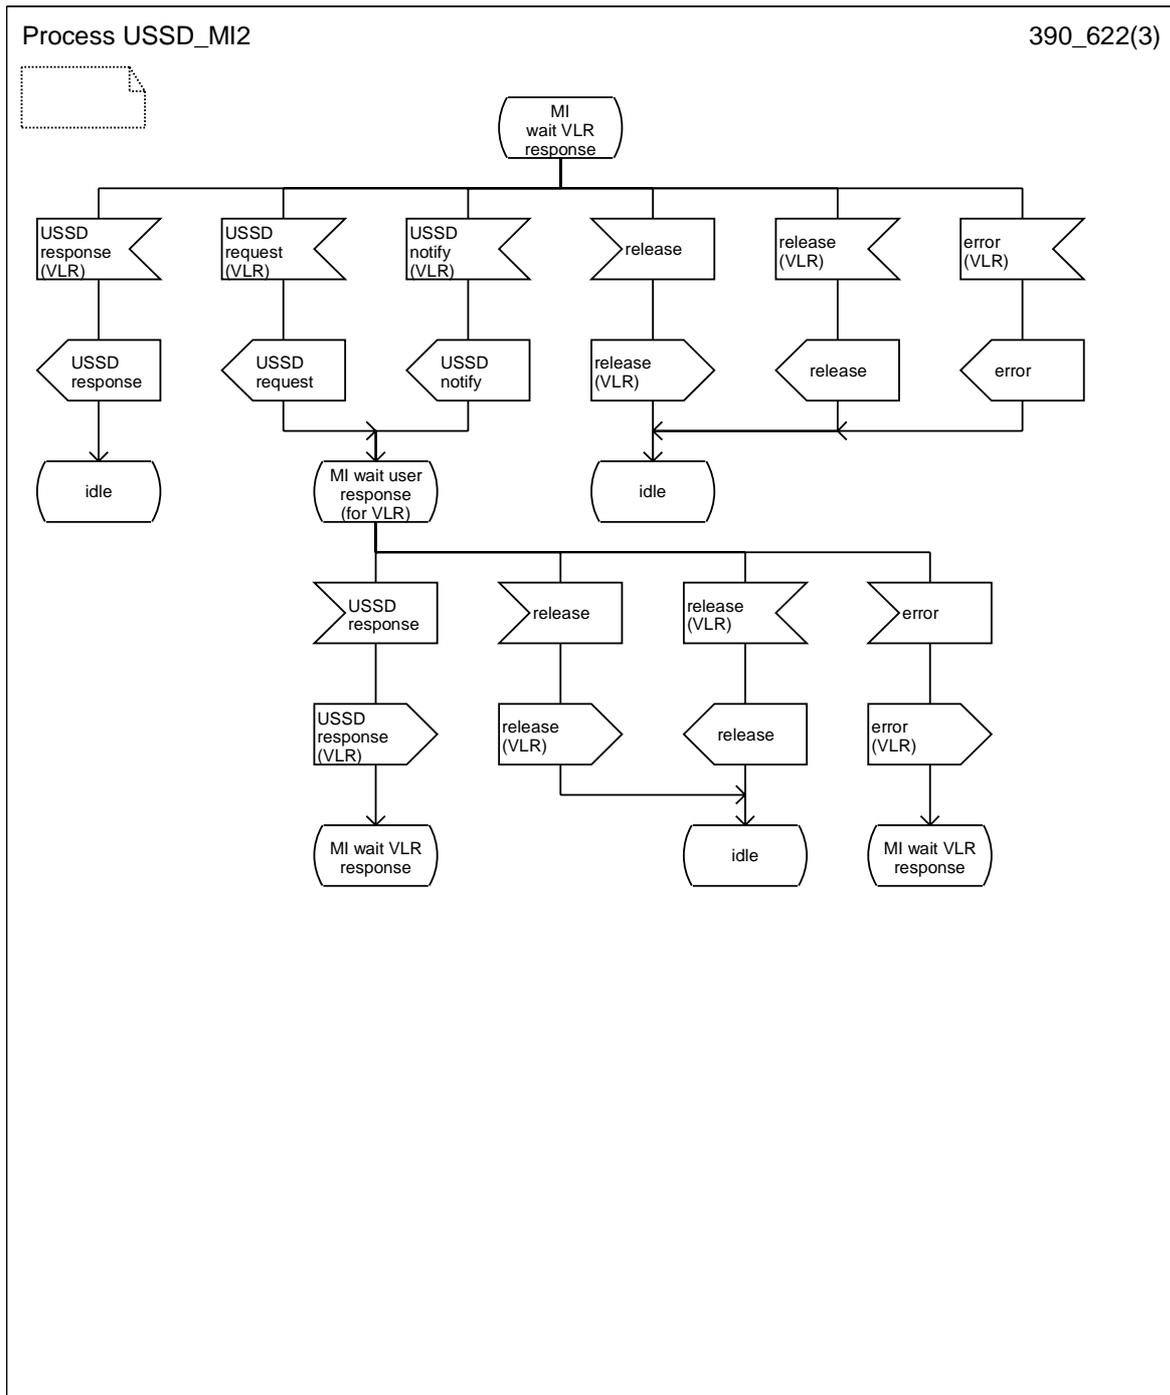 Process USSD_MI2
390_622(3)
MI
wait VLR
response
USSD
response
(VLR)
USSD
request
(VLR)
USSD
notify
(VLR)
release
release
(VLR)
error
(VLR)
USSD
response
USSD
request
USSD
notify
release
(VLR)
release
error
idle
MI wait user
response
(for VLR)
idle
USSD
response
release
release
(VLR)
error
USSD
response
(VLR)
release
(VLR)
release
error
(VLR)
MI wait VLR
response
idle
MI wait VLR
response